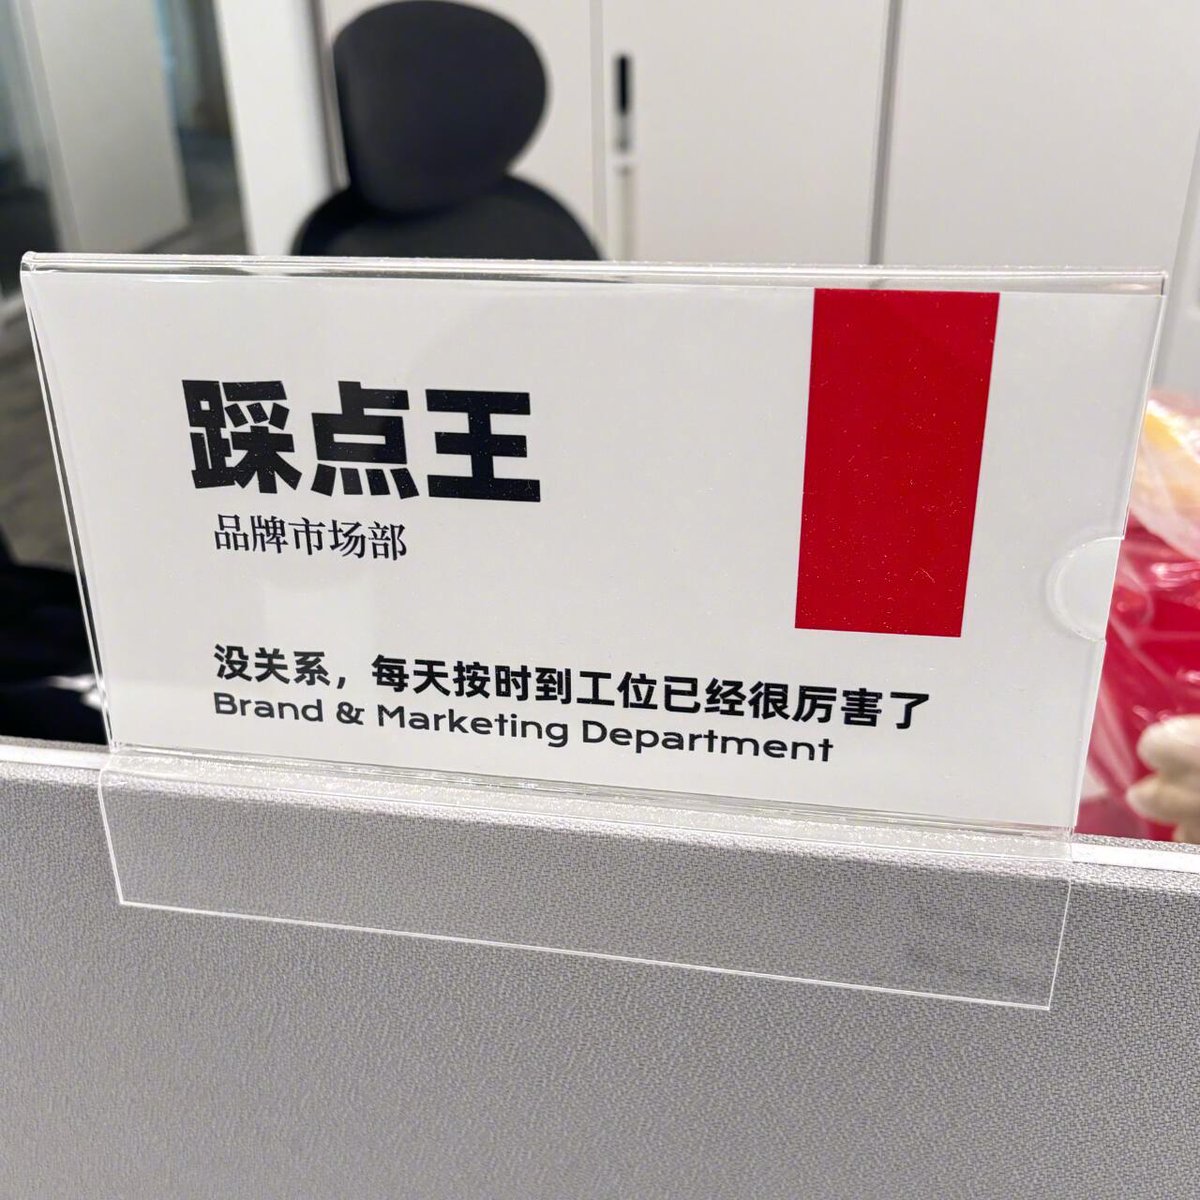 踩点王
品牌市场部
没关系，每天按时到工位已经很厉害了
Brand & Marketing Department